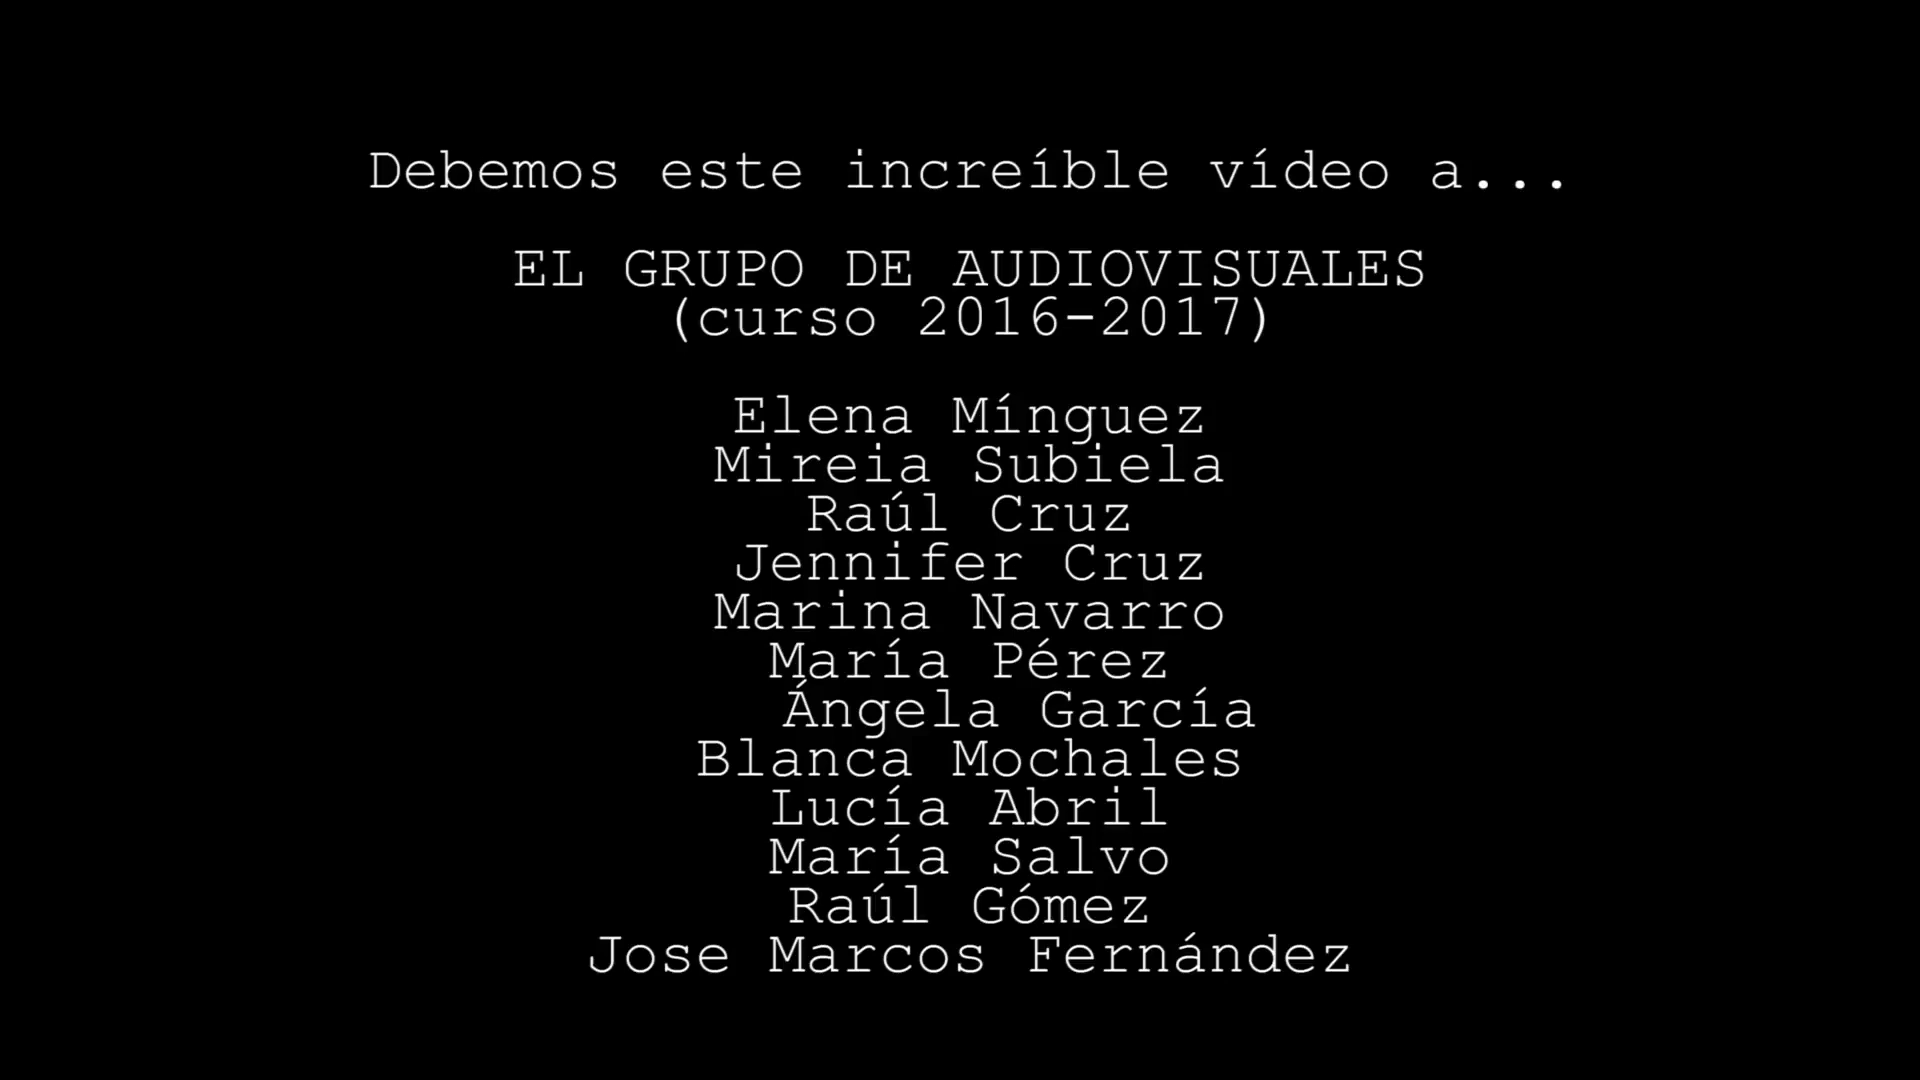 Debemos este increíble vídeo a...
EL GRUPO DE AUDIOVISUALES
(curso 2016-2017)
Elena Mínguez
Mireia Subiela
Raúl Cruz
Jennifer Cruz
Marina Navarro
María Pérez
Ángela García
Blanca Mochales
Lucía Abril
María Salvo
Raúl Gómez
Jose Marcos Fernández